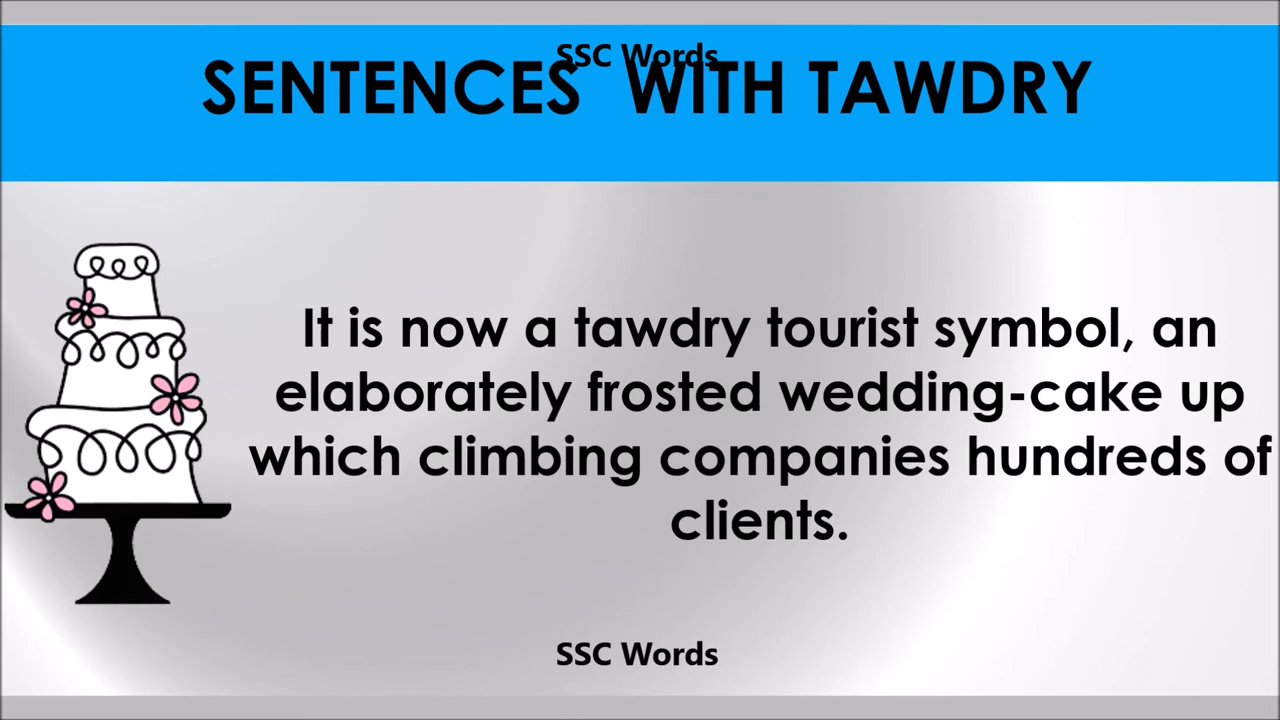 SSC Words
SENTENCES WITH TAWDRY
It is now a tawdry tourist symbol, an
elaborately frosted wedding-cake up
which climbing companies hundreds of
clients.
SSC Words